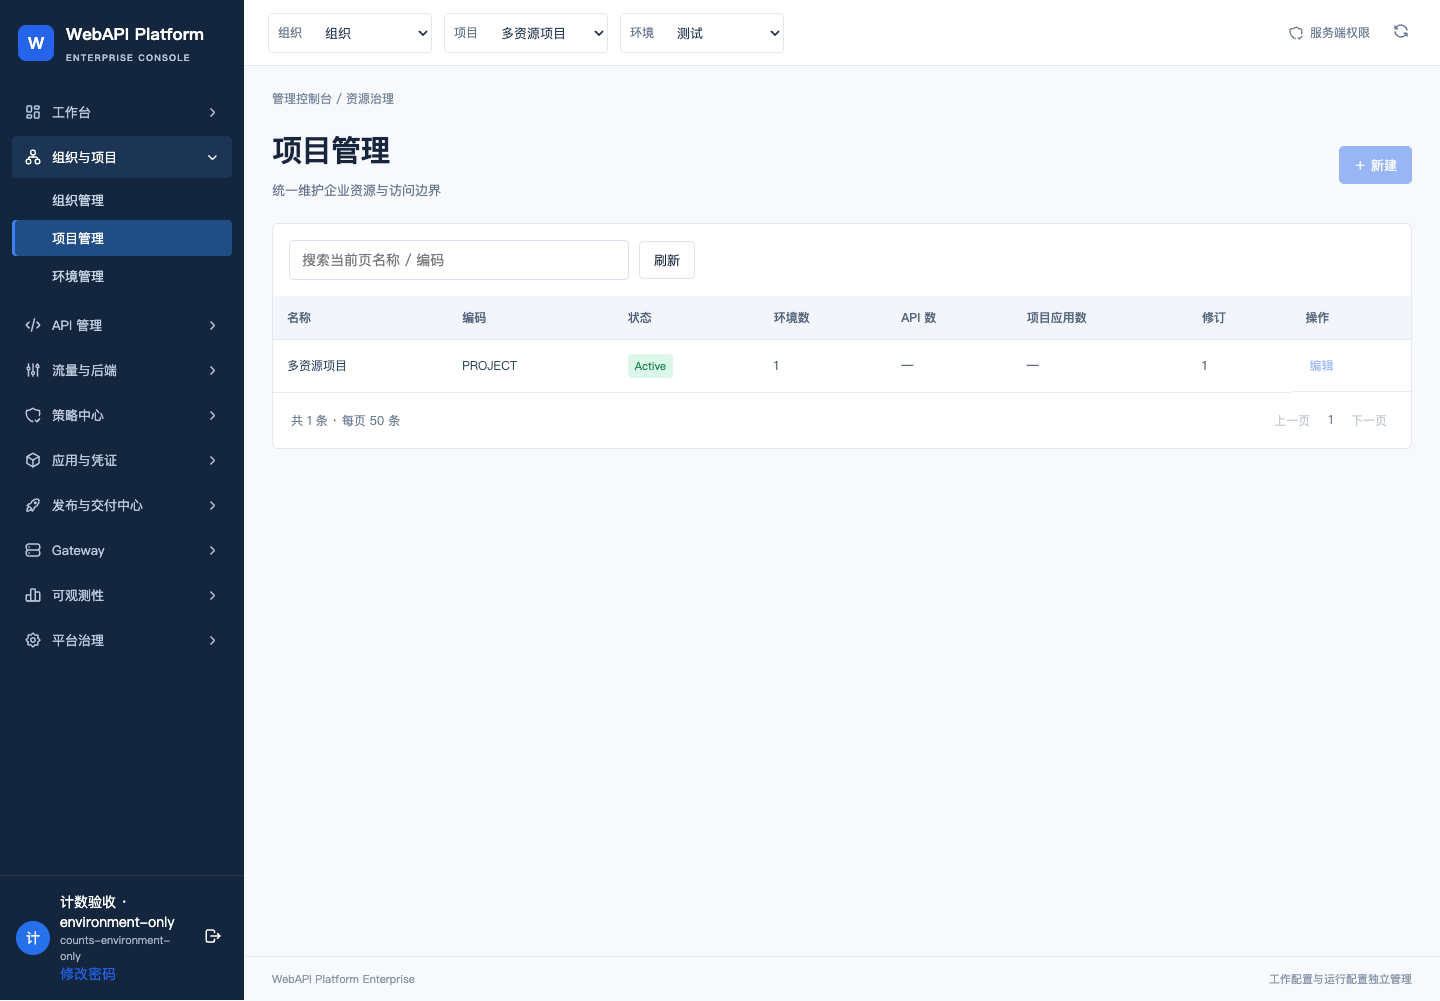 W
WebAPI Platform
ENTERPRISE CONSOLE
组织 组织
项目 多资源项目
环境 测试
服务端权限
工作台
组织与项目
组织管理
项目管理
环境管理
API 管理
流量与后端
策略中心
应用与凭证
发布与交付中心
Gateway
可观测性
平台治理
计
计数验收 ·
environment-only
counts-environment-
only
修改密码
管理控制台 / 资源治理
项目管理
统一维护企业资源与访问边界
+ 新建
搜索当前页名称 / 编码
刷新
名称 编码 状态 环境数 API 数 项目应用数 修订 操作
多资源项目 PROJECT Active 1 — — 1 编辑
共 1 条 · 每页 50 条
上一页 1 下一页
WebAPI Platform Enterprise
工作配置与运行配置独立管理